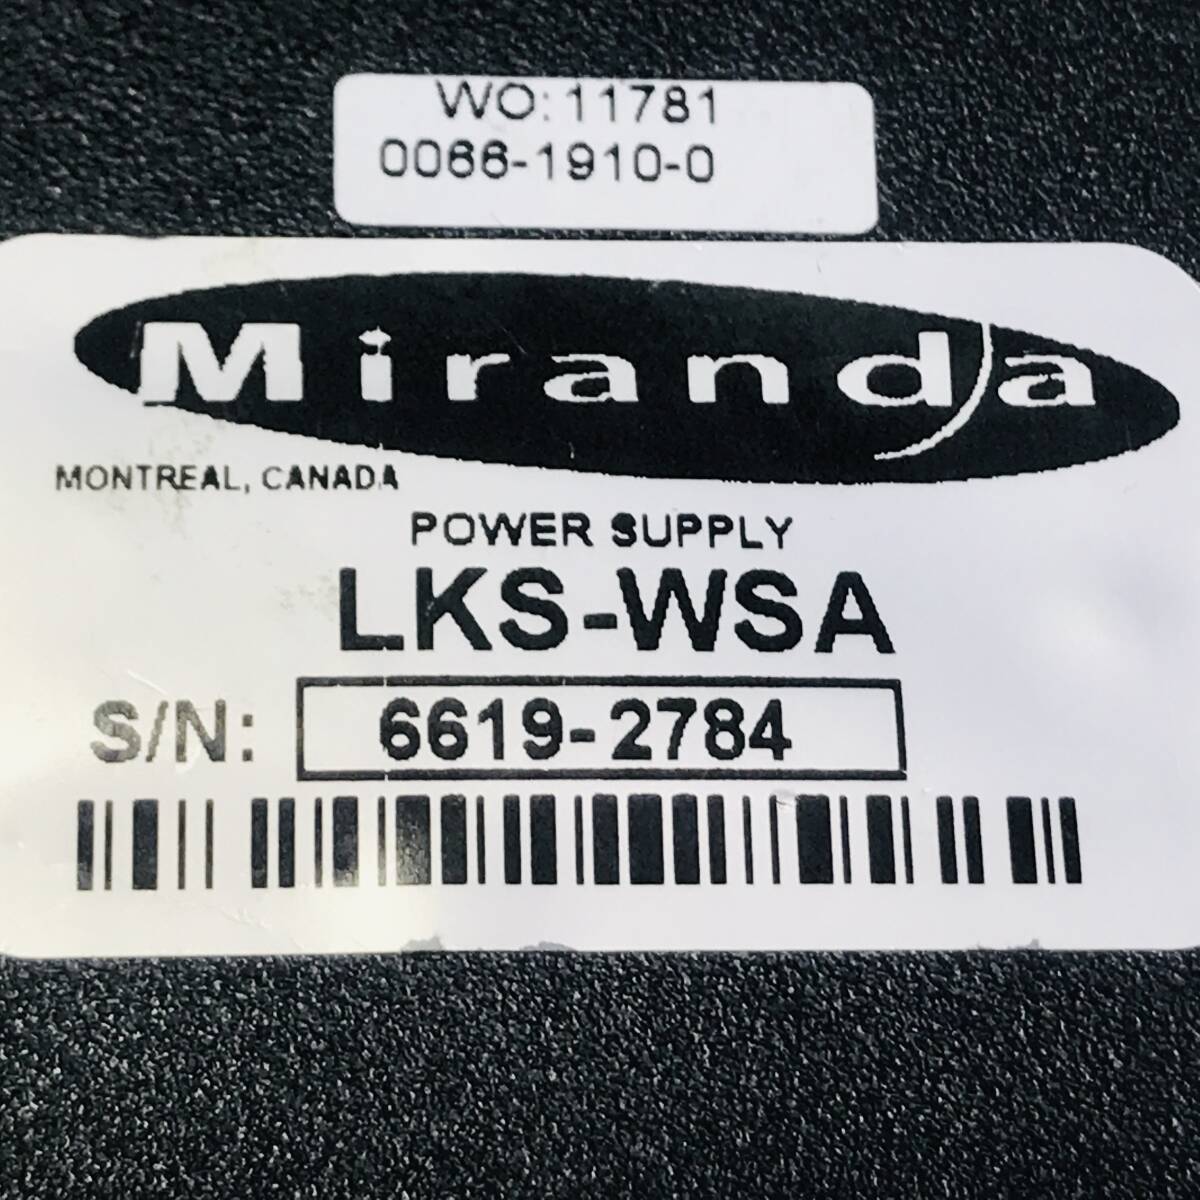 WO: 11781
0066-1910-0
Miranda
MONTREAL, CANADA
POWER SUPPLY
LKS-WSA
S/N: 6619-2784